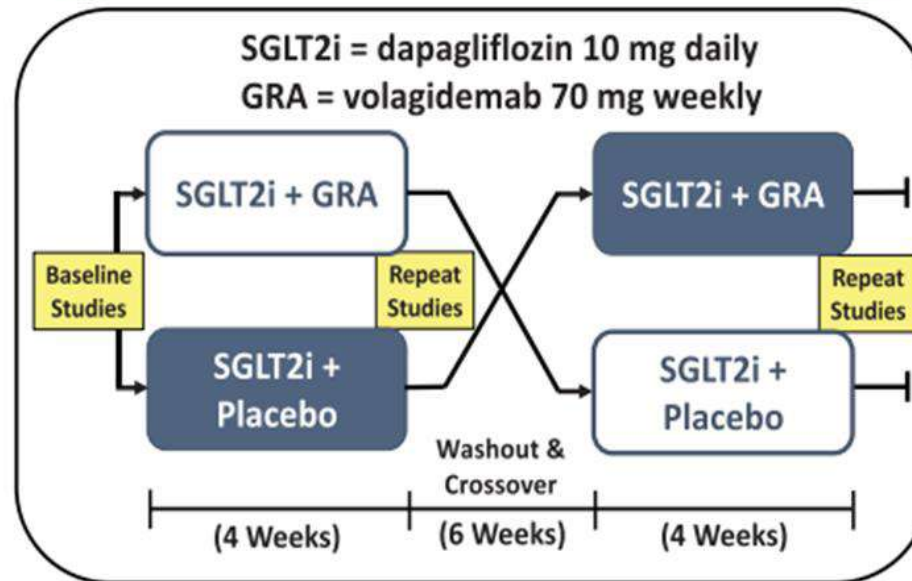 SGLT2i = dapagliflozin 10 mg daily
GRA = volagidemab 70 mg weekly
SGLT2i + GRA
SGLT2i + GRA
Baseline
Studies
Repeat
Studies
Repeat
Studies
SGLT2i +
Placebo
SGLT2i +
Placebo
Washout &
Crossover
(4 Weeks)
(6 Weeks)
(4 Weeks)